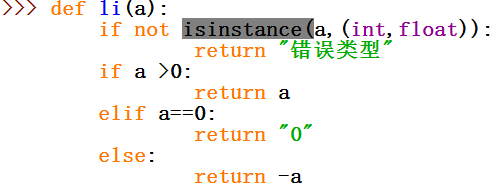 >>> def li(a):
        if not isinstance(a,(int,float)):
                return "错误类型"
        if a >0:
                return a
        elif a==0:
                return "0"
        else:
                return -a